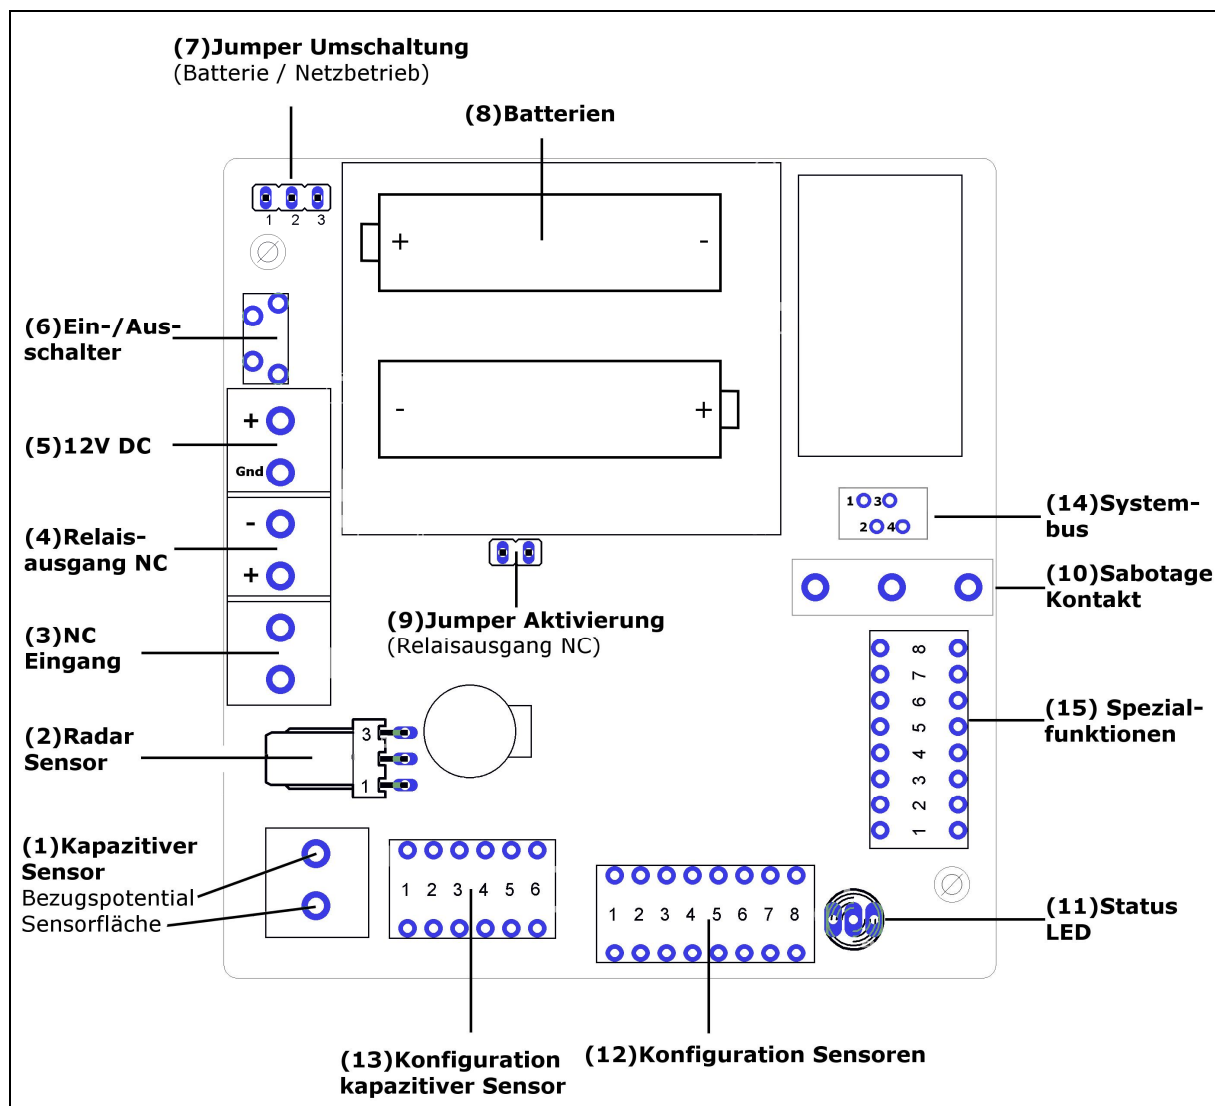 (7)Jumper Umschaltung
(Batterie / Netzbetrieb)
(8)Batterien
1 2 3
+ -
(6)Ein-/Aus-
schalter
- +
+
(5)12V DC
Gnd
(14)System-
bus
1 3
2 4
-
(4)Relais-
ausgang NC
+
(10)Sabotage
Kontakt
(9)Jumper Aktivierung
(Relaisausgang NC)
(3)NC
Eingang
8
7
6
5
4
3
2
1
(15) Spezial-
funktionen
(2)Radar
Sensor
3
1
(1)Kapazitiver
Sensor
Bezugspotential
Sensorfläche
1 2 3 4 5 6
1 2 3 4 5 6 7 8
(11)Status
LED
(13)Konfiguration
kapazitiver Sensor
(12)Konfiguration Sensoren